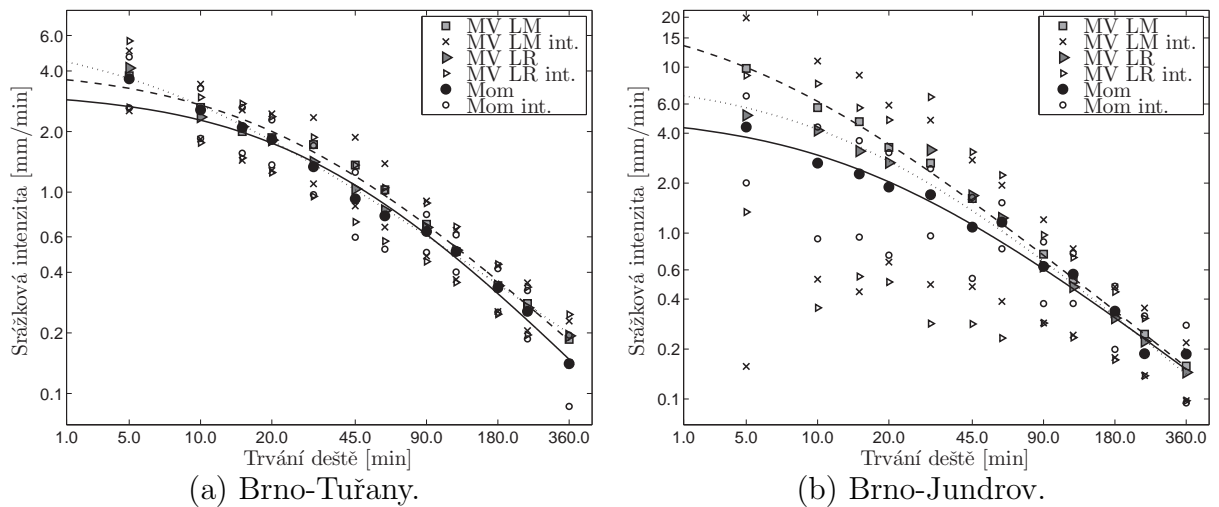 6.0
4.0
2.0
1.0
0.6
0.4
0.2
0.1
Srážková intenzita [mm/min]
MV LM
MV LM int.
MV LR
MV LR int.
Mom
Mom int.
1.0 5.0 10.0 20.0 45.0 90.0 180.0 360.0
Trvání deště [min]
(a) Brno-Tuřany.
20
15
10
6.0
4.0
2.0
1.0
0.6
0.4
0.2
0.1
Srážková intenzita [mm/min]
MV LM
MV LM int.
MV LR
MV LR int.
Mom
Mom int.
1.0 5.0 10.0 20.0 45.0 90.0 180.0 360.0
Trvání deště [min]
(b) Brno-Jundrov.